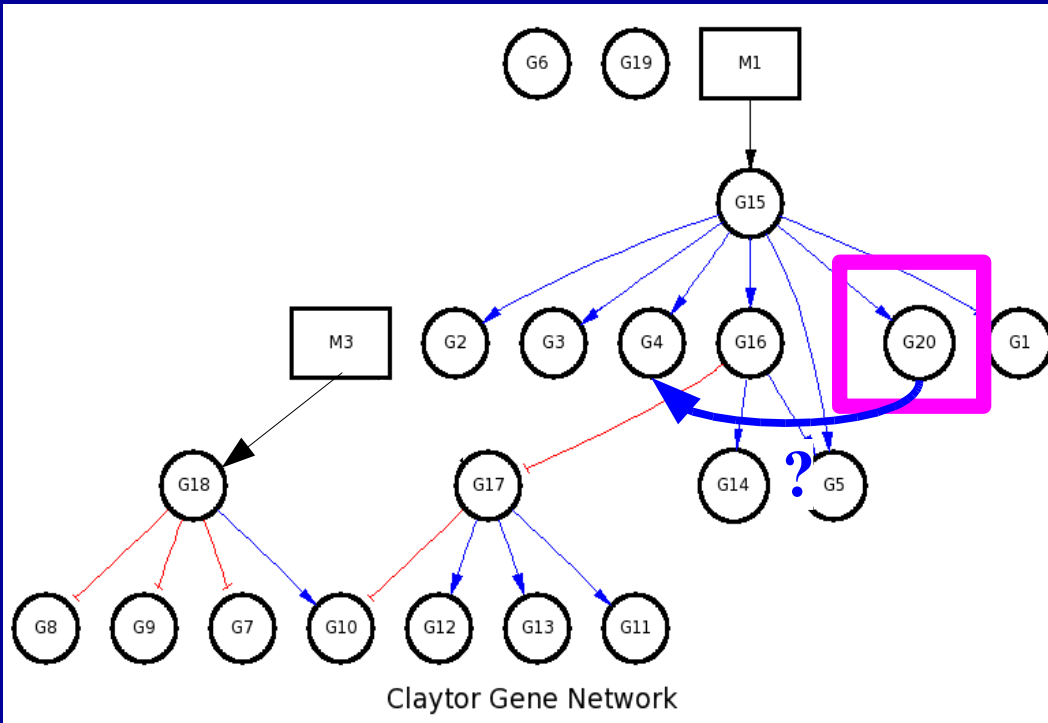 G6 G19 M1
G15
M3 G2 G3 G4 G16 G20 G1
G18 G17 G14 ? G5
G8 G9 G7 G10 G12 G13 G11
Claytor Gene Network